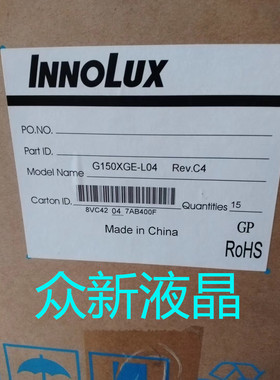 INNOLUX
PO.NO.
Part ID.
Model Name G150XGE-L04 Rev.C4
Carton ID. Quantities 15
8VC42 04 7AB400F
GP
Made in China
RoHS
众新液晶